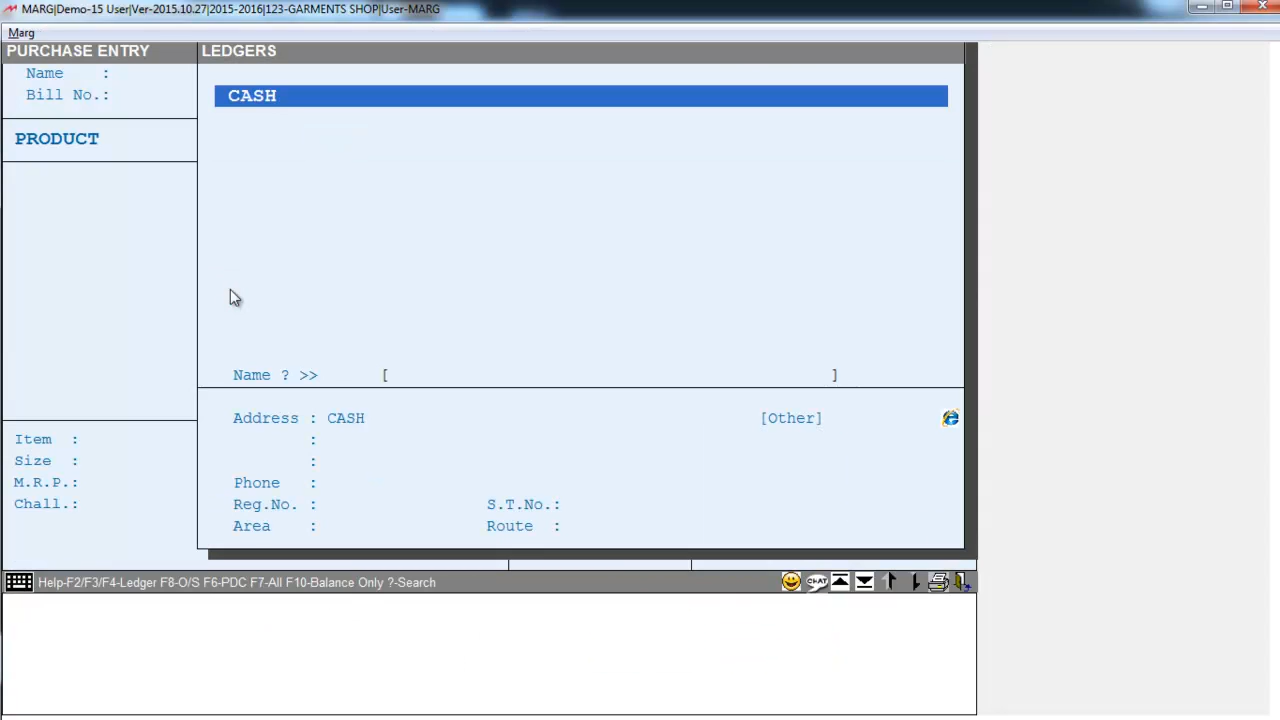 MARG|Demo-15 User|Ver-2015.10.27|2015-2016|123-GARMENTS SHOP|User-MARG
Marg
PURCHASE ENTRY
LEDGERS
Name :
Bill No.:
CASH
PRODUCT
Name ? >> [ ]
Address : CASH [Other]
:
:
Phone :
Reg.No. : S.T.No.:
Area : Route :
Item :
Size :
M.R.P.:
Chall.:
Help-F2/F3/F4-Ledger F8-O/S F6-PDC F7-All F10-Balance Only ?-Search
CHAT